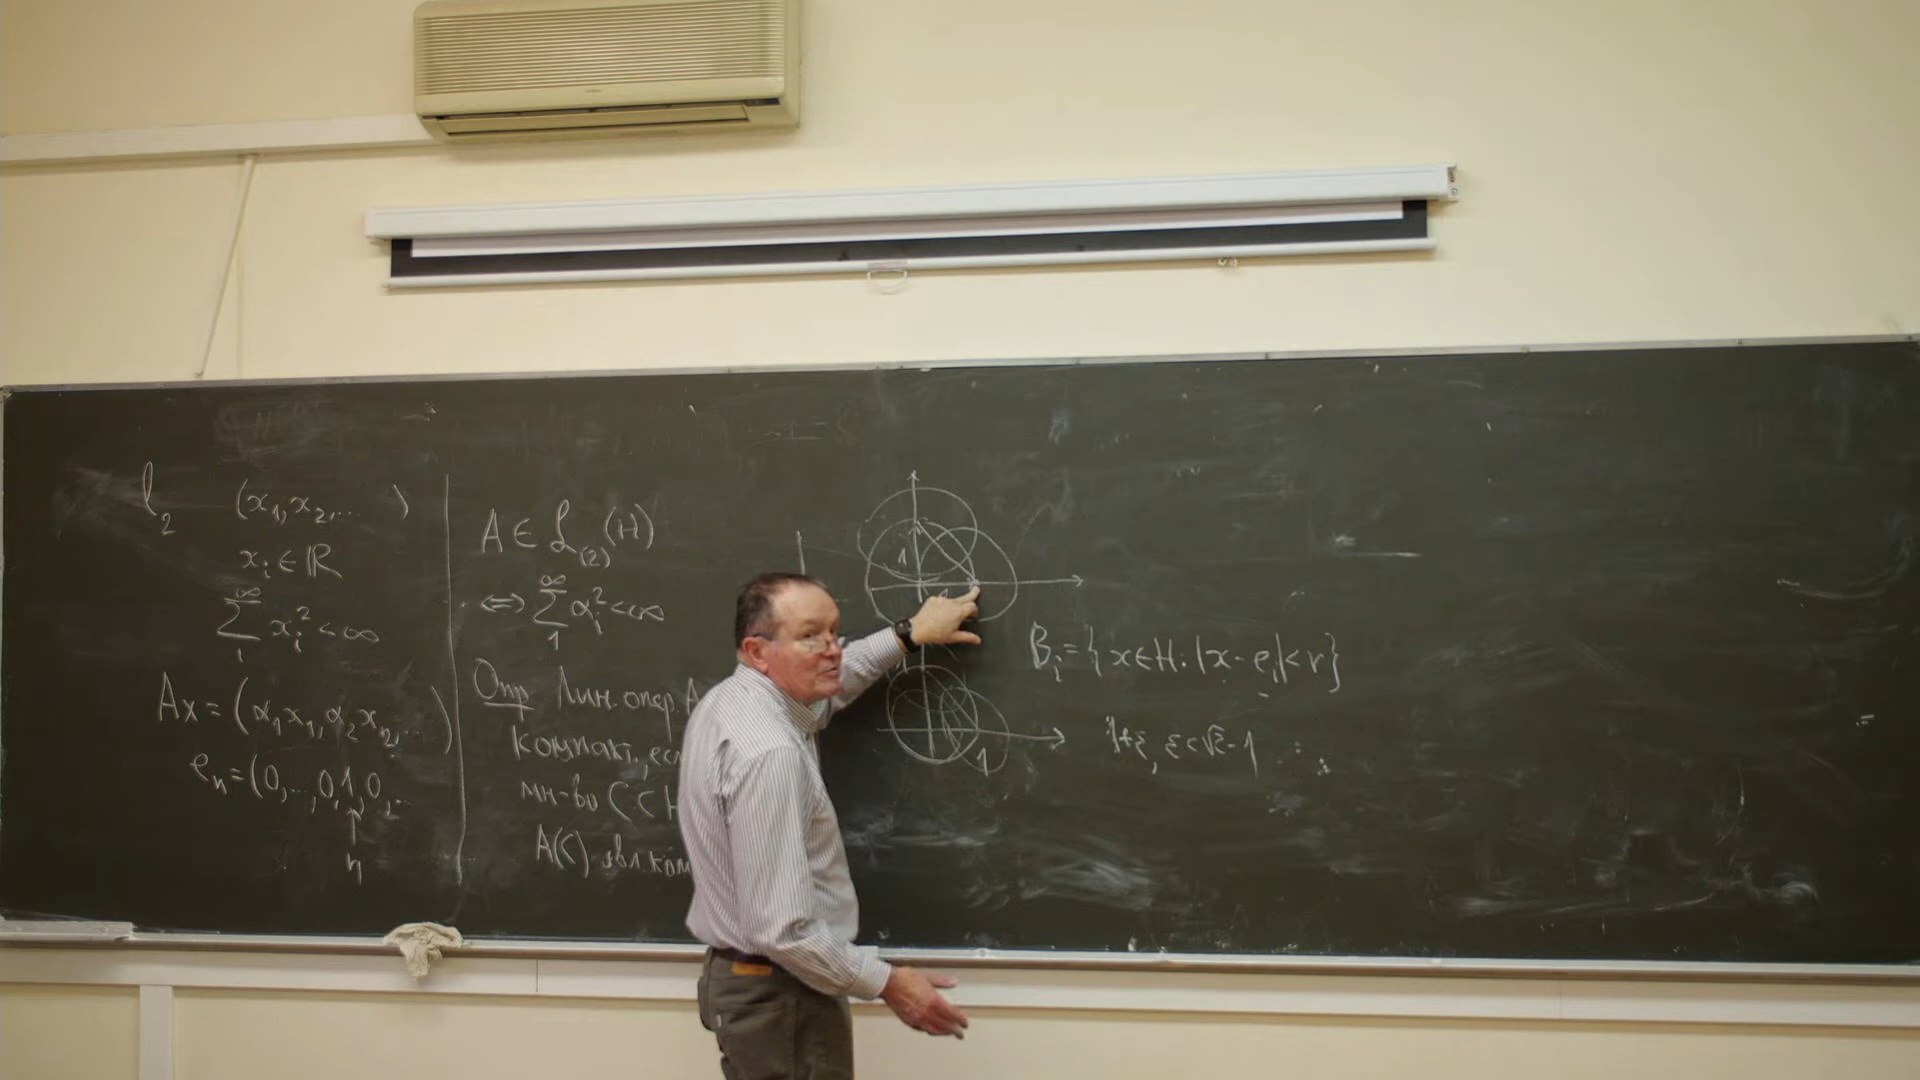 l₂ (x₁,x₂,... )
xᵢ ∈ ℝ
∑₁^∞ xᵢ² < ∞
Ax = (α₁x₁,α₂x₂,... )
eₙ = (0,...,0,1,0,..
↑
n
A ∈ ℒ₍₂₎(H)
⇔ ∑₁^∞ αᵢ² < ∞
Опр Лин. опер. A
компакт., есл
мн-во C⊂H
A(C) явл. ком
1
1
Bᵢ = {x∈H: |x-eᵢ|<r}
1+ε, ε<√2-1